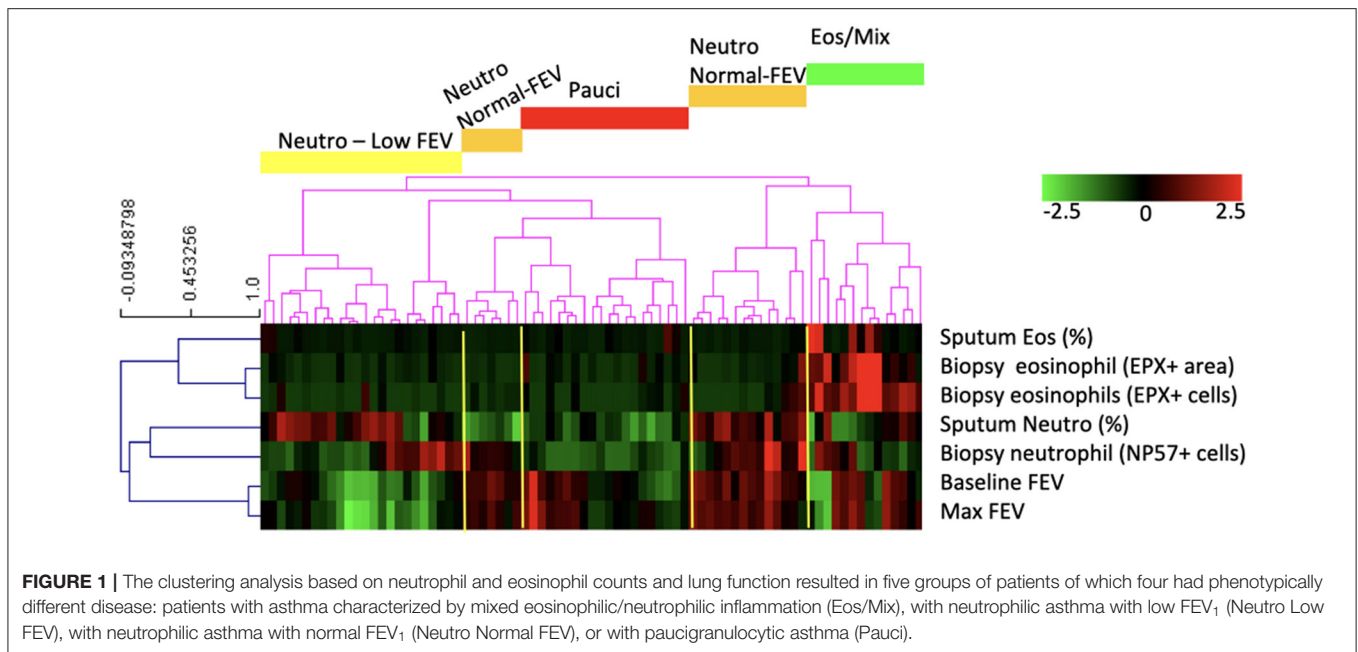 Eos/Mix
Neutro
Normal-FEV
Neutro
Normal-FEV
Pauci
Neutro – Low FEV
-2.5 0 2.5
-0.09348798
0.453256
1.0
Sputum Eos (%)
Biopsy eosinophil (EPX+ area)
Biopsy eosinophils (EPX+ cells)
Sputum Neutro (%)
Biopsy neutrophil (NP57+ cells)
Baseline FEV
Max FEV
FIGURE 1 | The clustering analysis based on neutrophil and eosinophil counts and lung function resulted in five groups of patients of which four had phenotypically
different disease: patients with asthma characterized by mixed eosinophilic/neutrophilic inflammation (Eos/Mix), with neutrophilic asthma with low FEV₁ (Neutro Low
FEV), with neutrophilic asthma with normal FEV₁ (Neutro Normal FEV), or with paucigranulocytic asthma (Pauci).